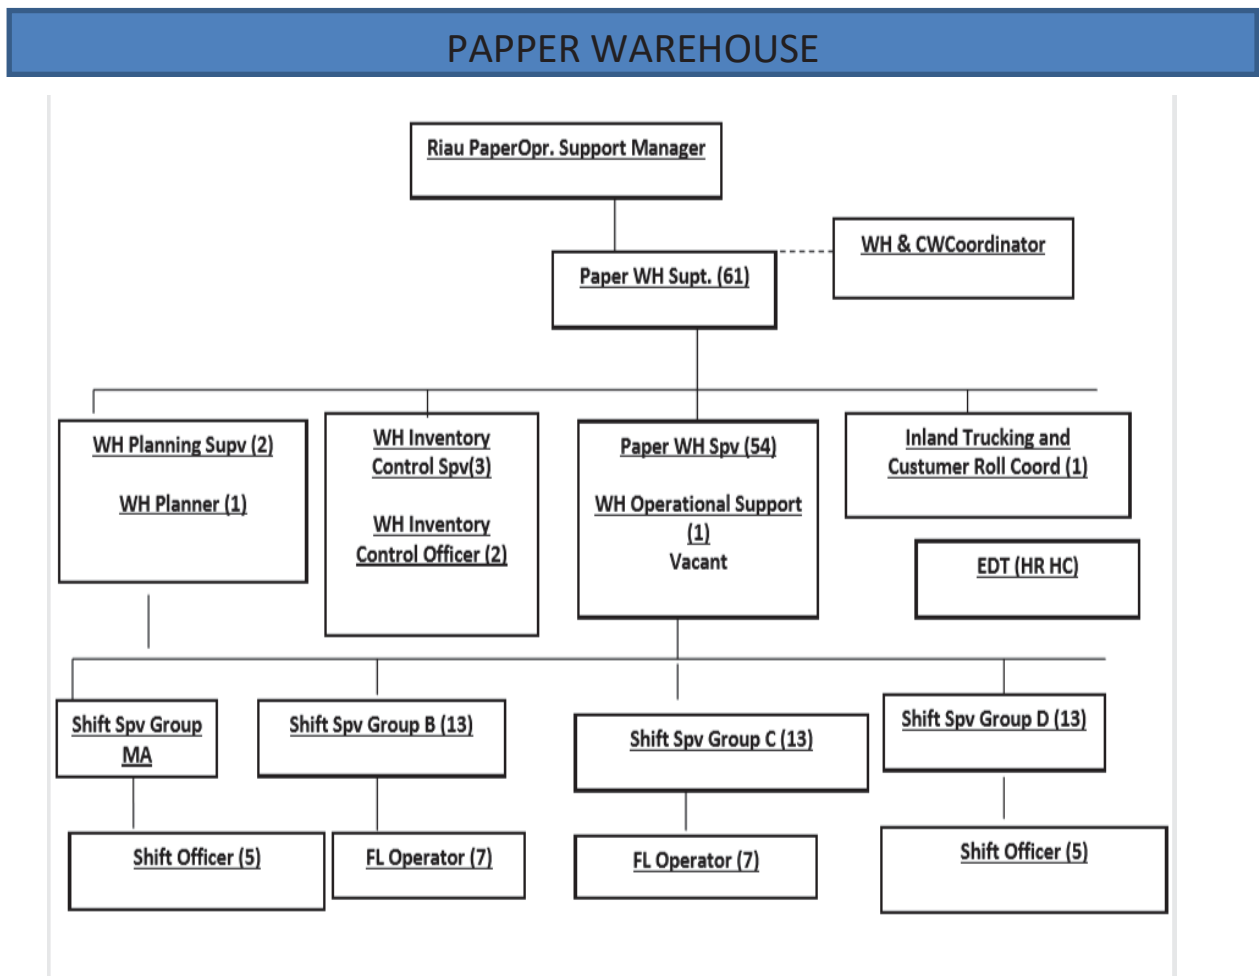 PAPPER WAREHOUSE
Riau PaperOpr. Support Manager
WH & CWCoordinator
Paper WH Supt. (61)
WH Planning Supv (2)
WH Planner (1)
WH Inventory
Control Spv(3)
WH Inventory
Control Officer (2)
Paper WH Spv (54)
WH Operational Support
(1)
Vacant
Inland Trucking and
Custumer Roll Coord (1)
EDT (HR HC)
Shift Spv Group
MA
Shift Spv Group B (13)
Shift Spv Group C (13)
Shift Spv Group D (13)
Shift Officer (5)
FL Operator (7)
FL Operator (7)
Shift Officer (5)